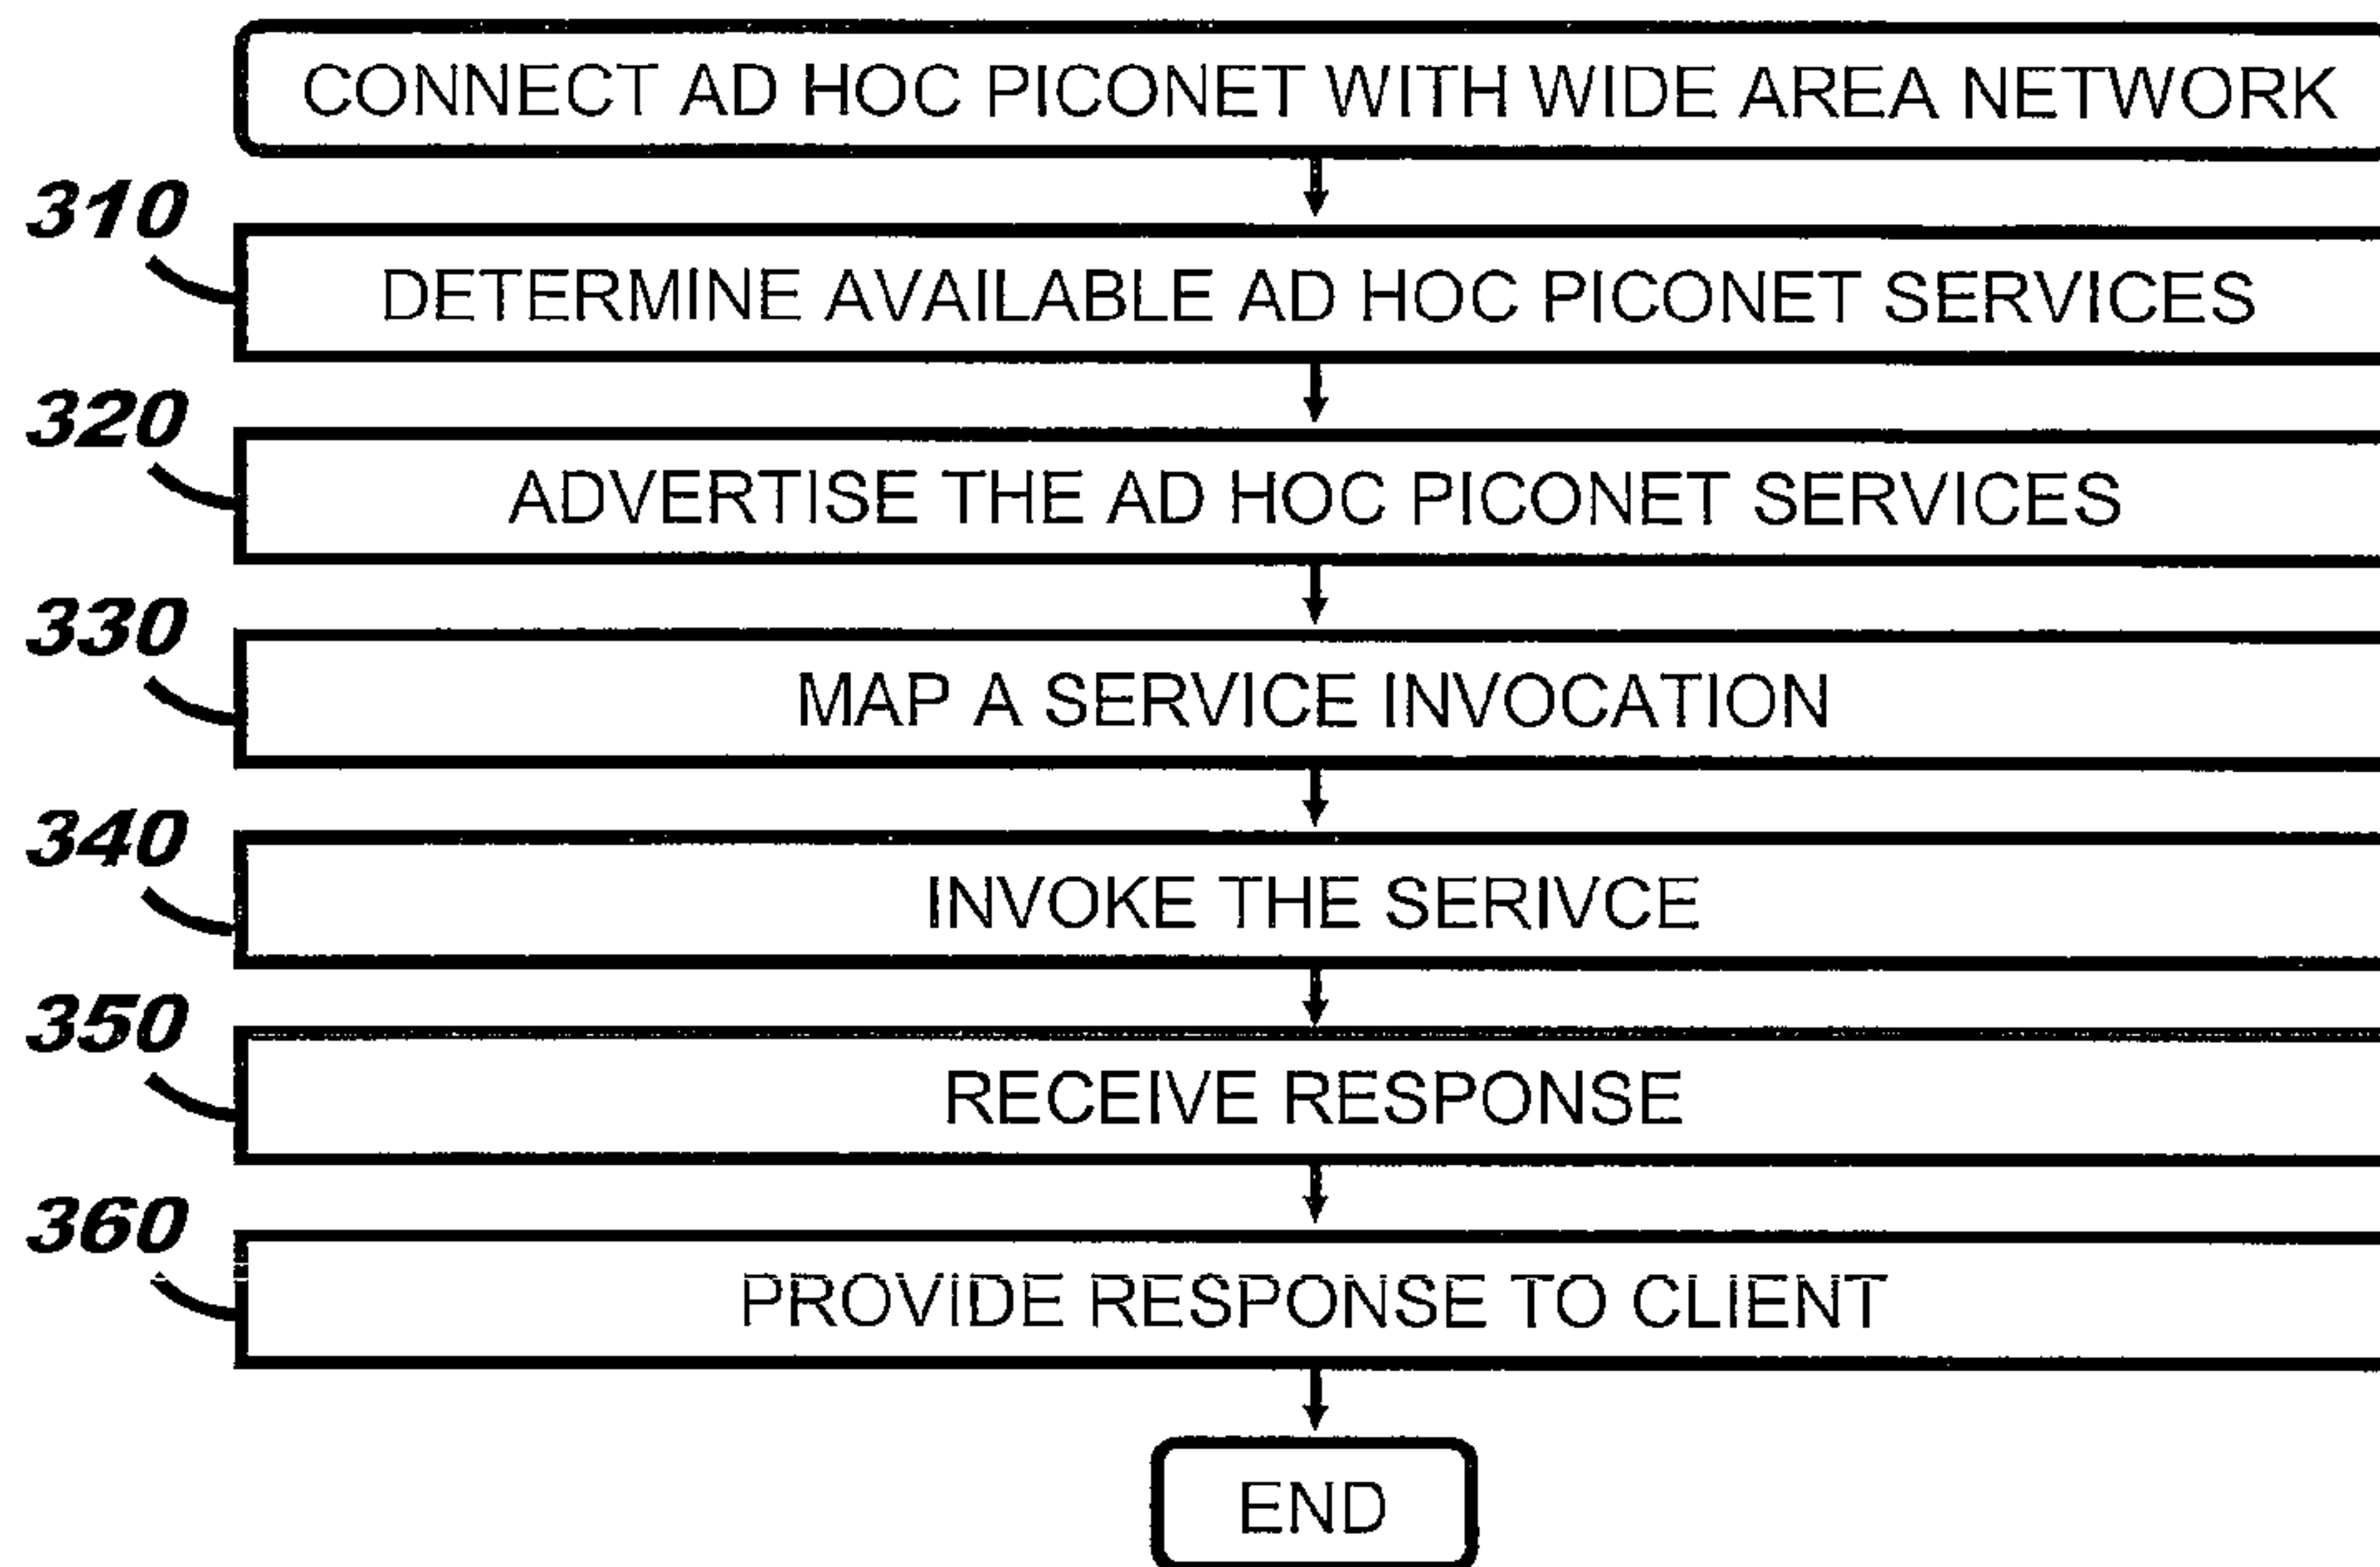 CONNECT AD HOC PICONET WITH WIDE AREA NETWORK
310
DETERMINE AVAILABLE AD HOC PICONET SERVICES
320
ADVERTISE THE AD HOC PICONET SERVICES
330
MAP A SERVICE INVOCATION
340
INVOKE THE SERIVCE
350
RECEIVE RESPONSE
360
PROVIDE RESPONSE TO CLIENT
END